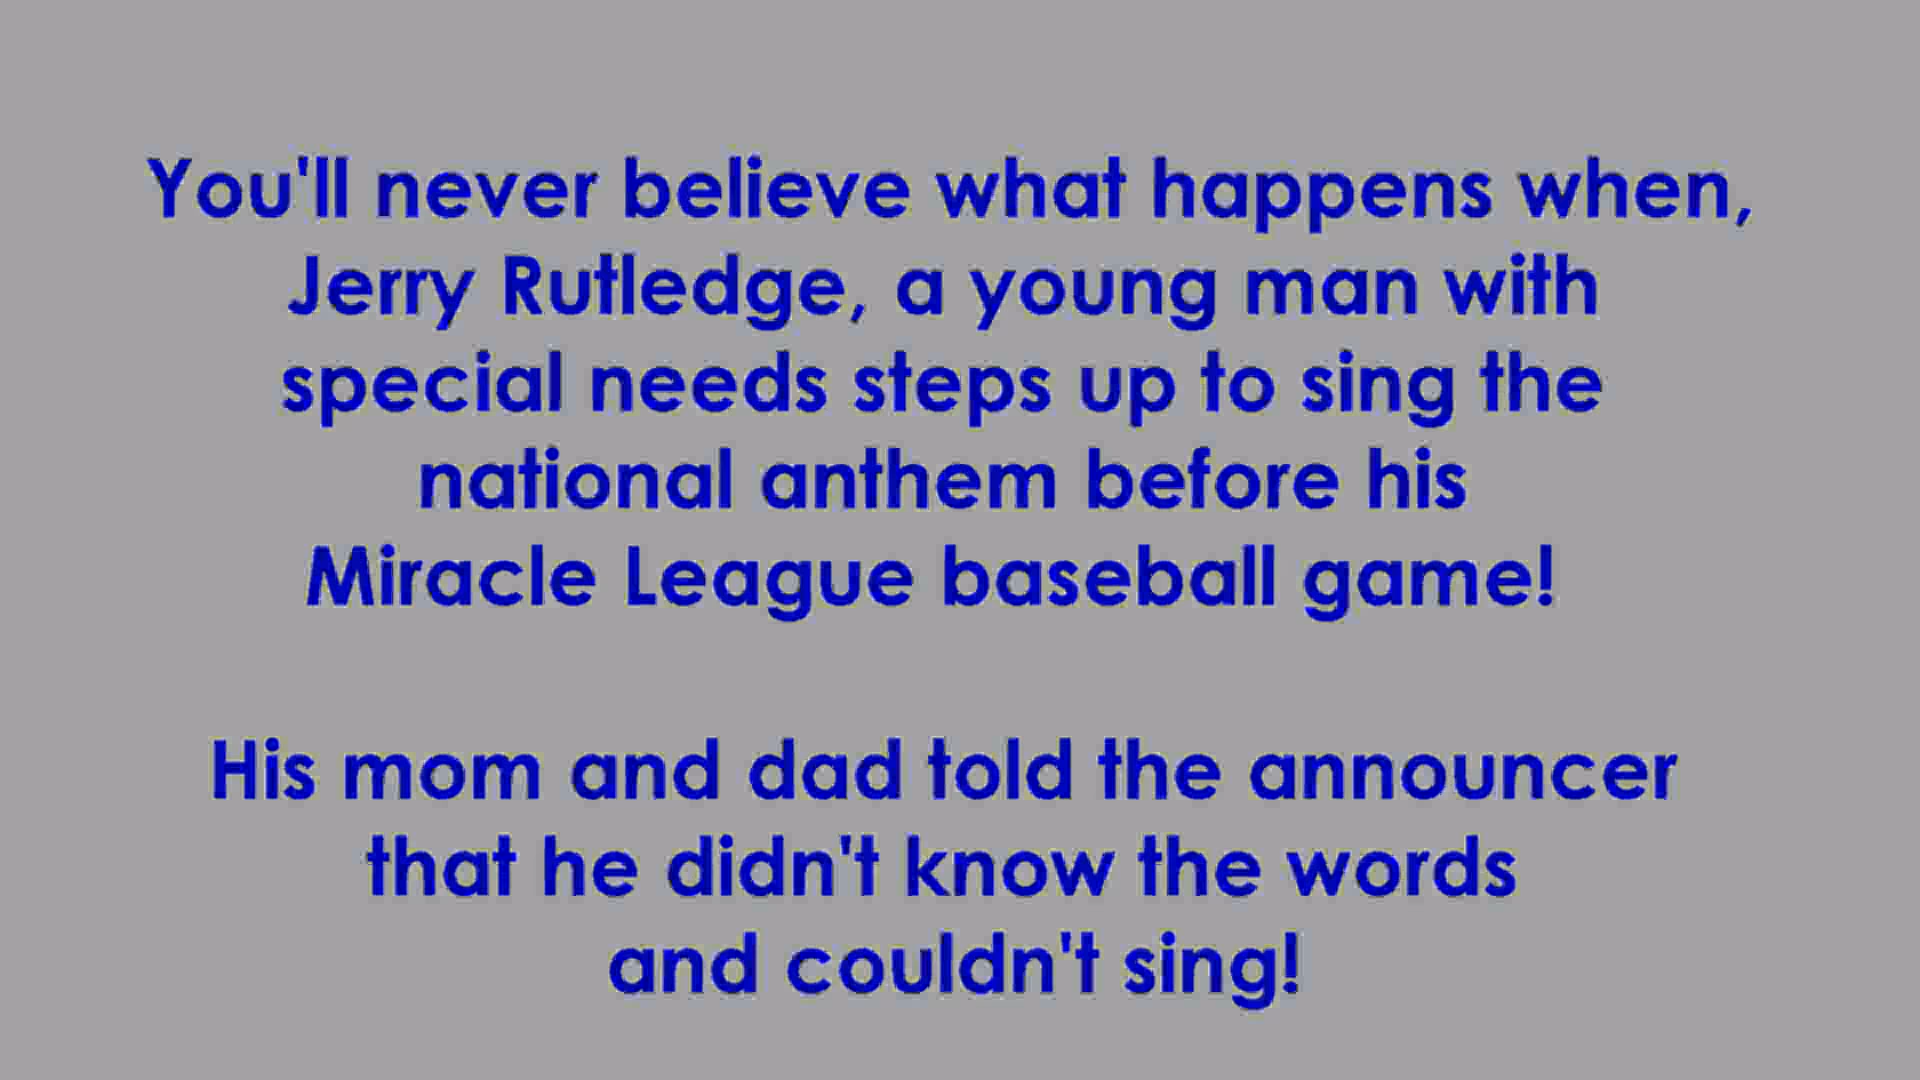 You'll never believe what happens when,
Jerry Rutledge, a young man with
special needs steps up to sing the
national anthem before his
Miracle League baseball game!
His mom and dad told the announcer
that he didn't know the words
and couldn't sing!